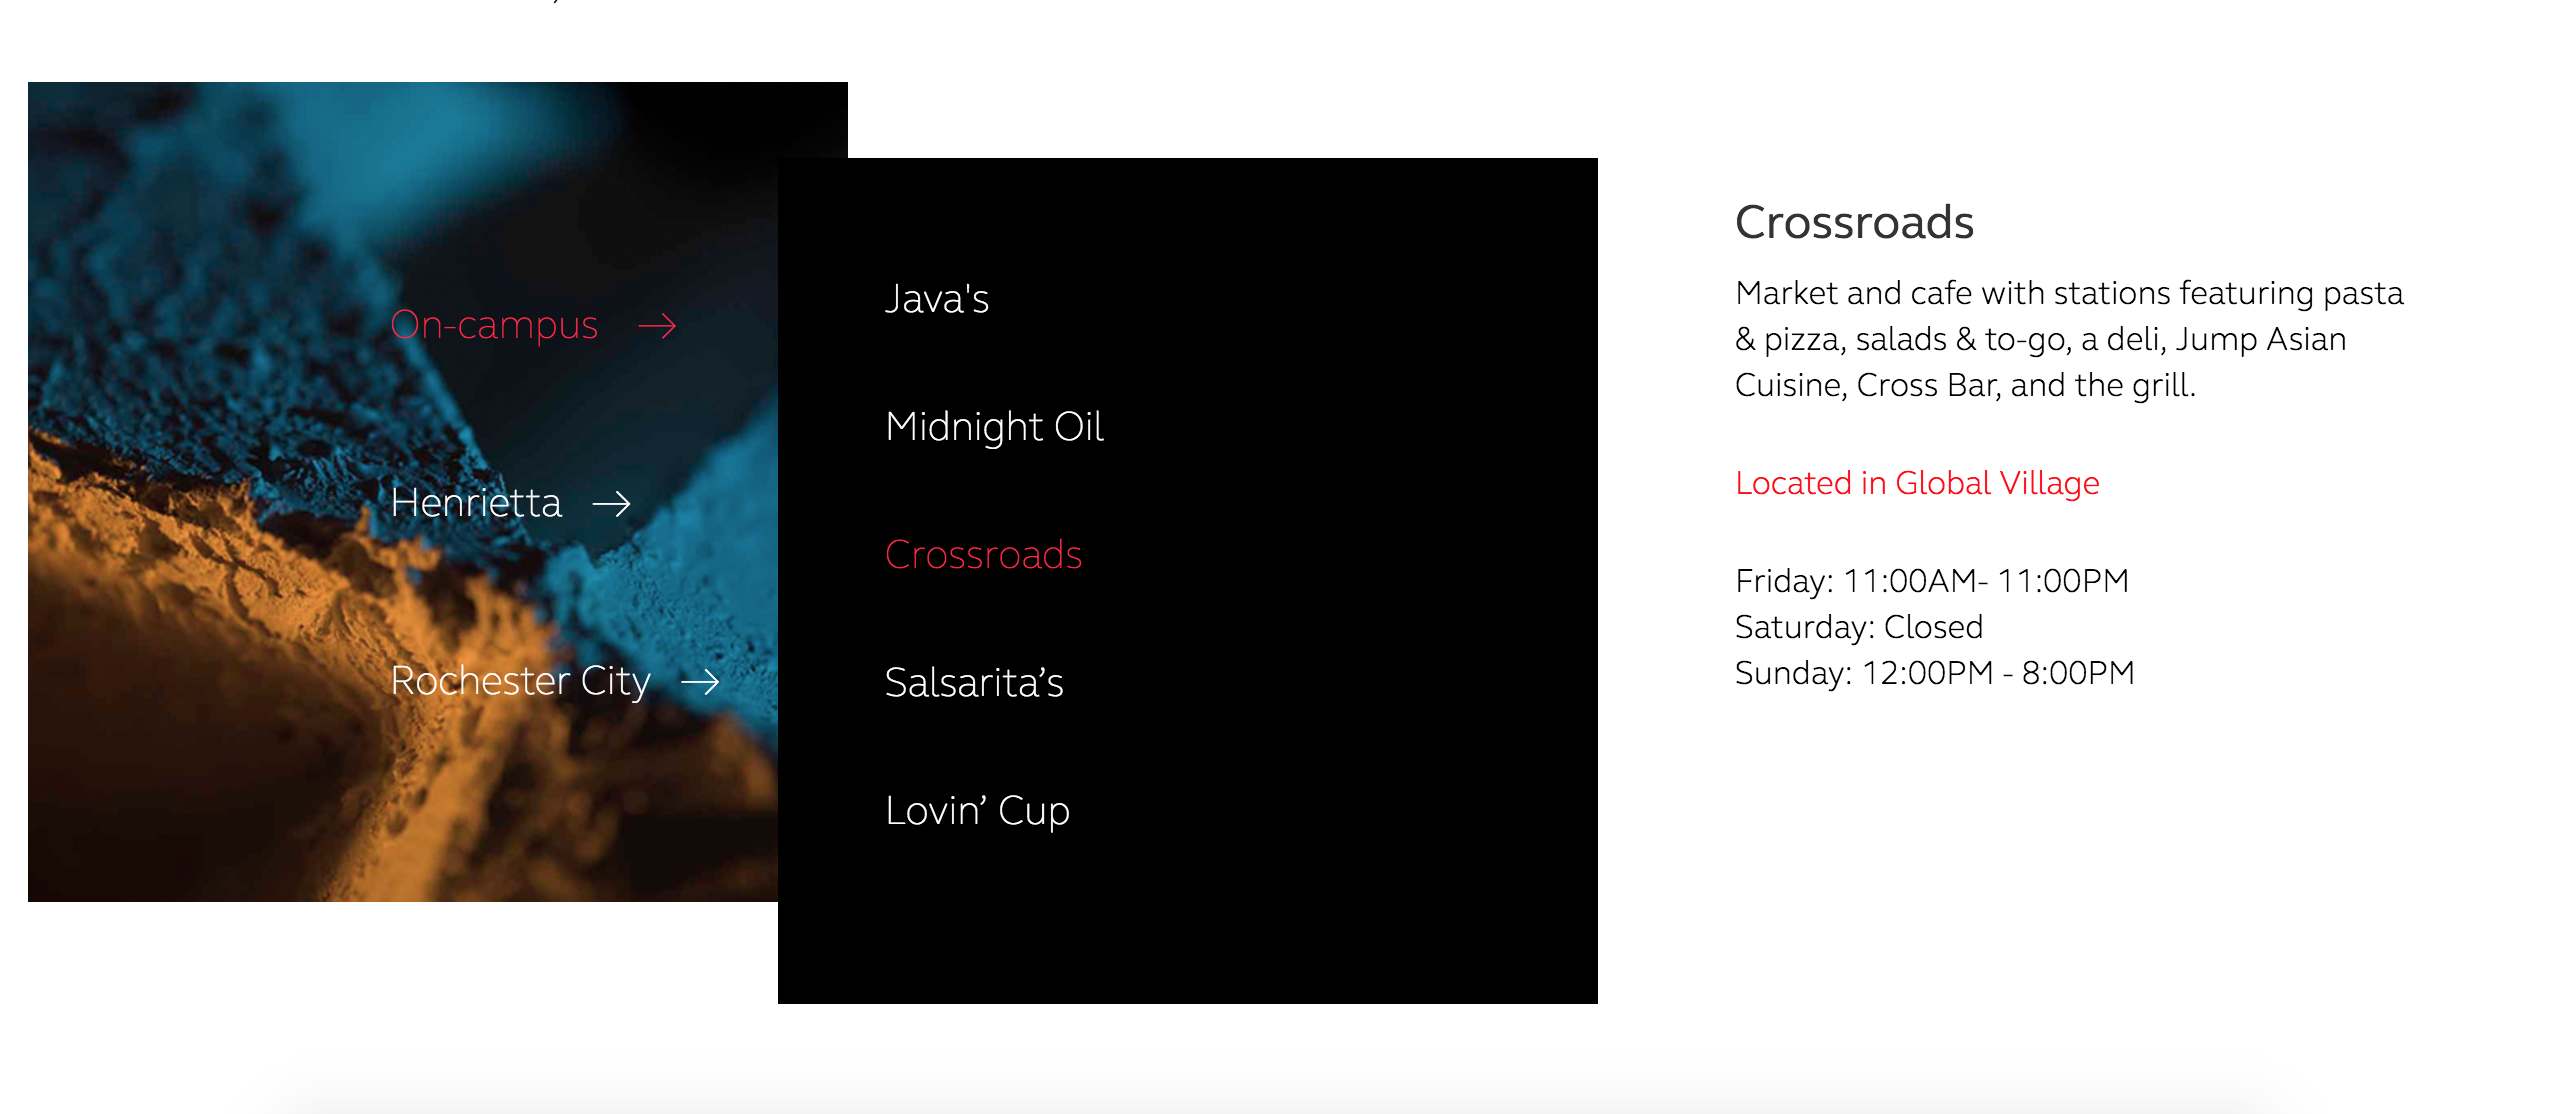 On-campus →
Henrietta →
Rochester City →
Java's
Midnight Oil
Crossroads
Salsarita’s
Lovin’ Cup
Crossroads
Market and cafe with stations featuring pasta
& pizza, salads & to-go, a deli, Jump Asian
Cuisine, Cross Bar, and the grill.
Located in Global Village
Friday: 11:00AM- 11:00PM
Saturday: Closed
Sunday: 12:00PM - 8:00PM